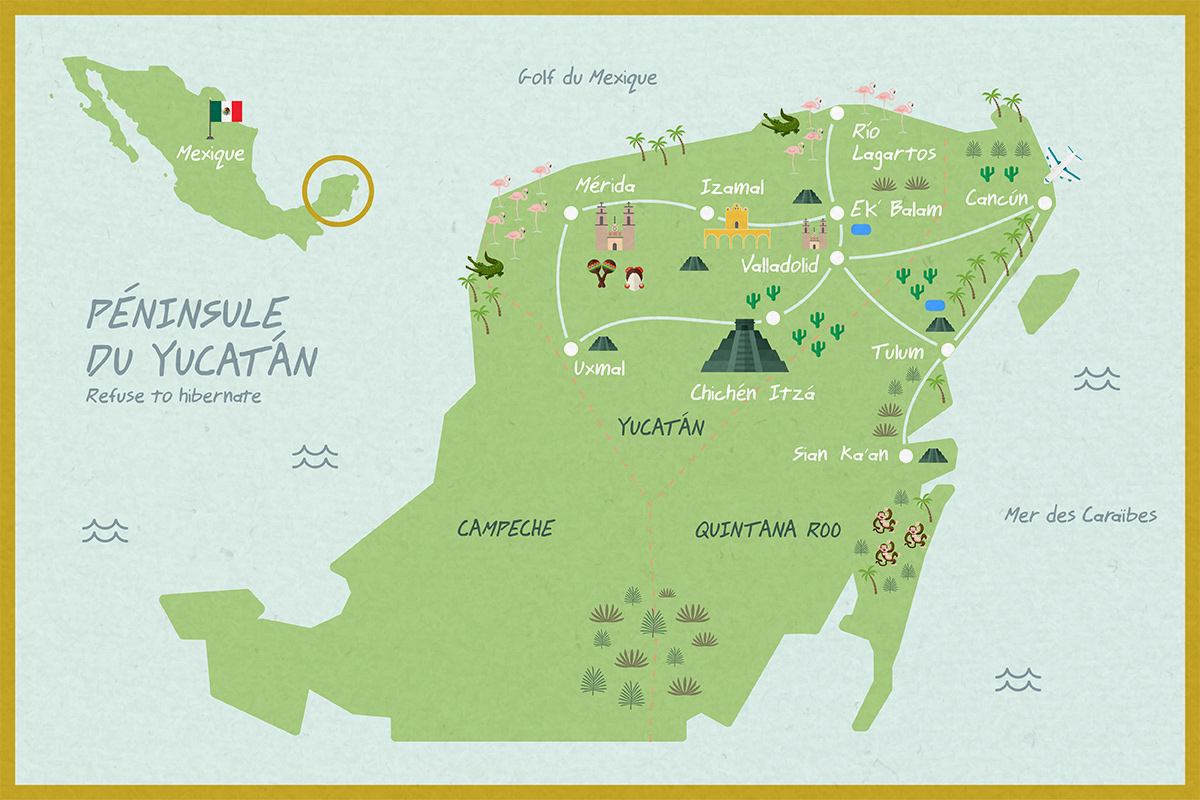 Golf du Mexique
Mexique
Río
Lagartos
Mérida
Izamal
Ek' Balam
Cancún
Valladolid
PÉNINSULE
DU YUCATÁN
Refuse to hibernate
Tulum
Uxmal
Chichén Itzá
YUCATÁN
Sian Ka'an
Mer des Caraïbes
CAMPECHE
QUINTANA ROO